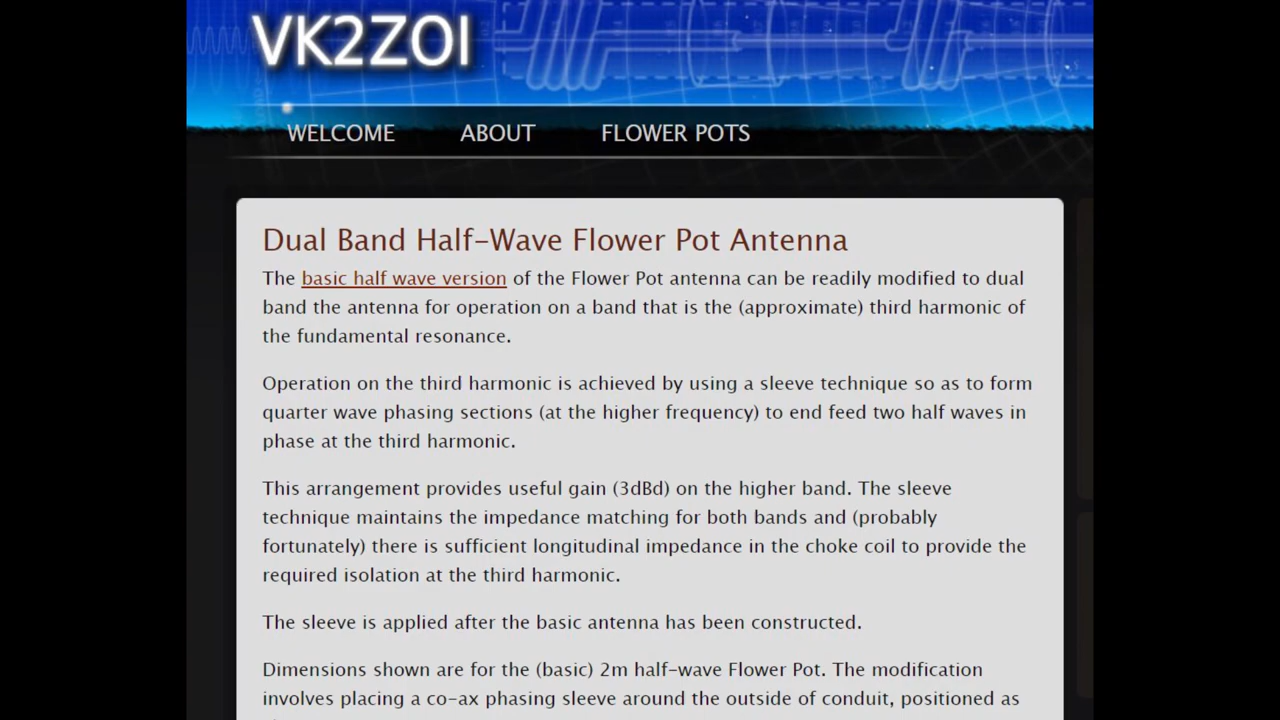 VK2ZOI
WELCOME ABOUT FLOWER POTS
Dual Band Half-Wave Flower Pot Antenna
The basic half wave version of the Flower Pot antenna can be readily modified to dual
band the antenna for operation on a band that is the (approximate) third harmonic of
the fundamental resonance.
Operation on the third harmonic is achieved by using a sleeve technique so as to form
quarter wave phasing sections (at the higher frequency) to end feed two half waves in
phase at the third harmonic.
This arrangement provides useful gain (3dBd) on the higher band. The sleeve
technique maintains the impedance matching for both bands and (probably
fortunately) there is sufficient longitudinal impedance in the choke coil to provide the
required isolation at the third harmonic.
The sleeve is applied after the basic antenna has been constructed.
Dimensions shown are for the (basic) 2m half-wave Flower Pot. The modification
involves placing a co-ax phasing sleeve around the outside of conduit, positioned as